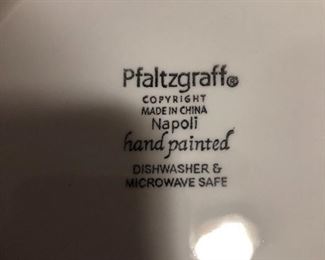 Pfaltzgraff®
COPYRIGHT
MADE IN CHINA
Napoli
hand painted
DISHWASHER &
MICROWAVE SAFE